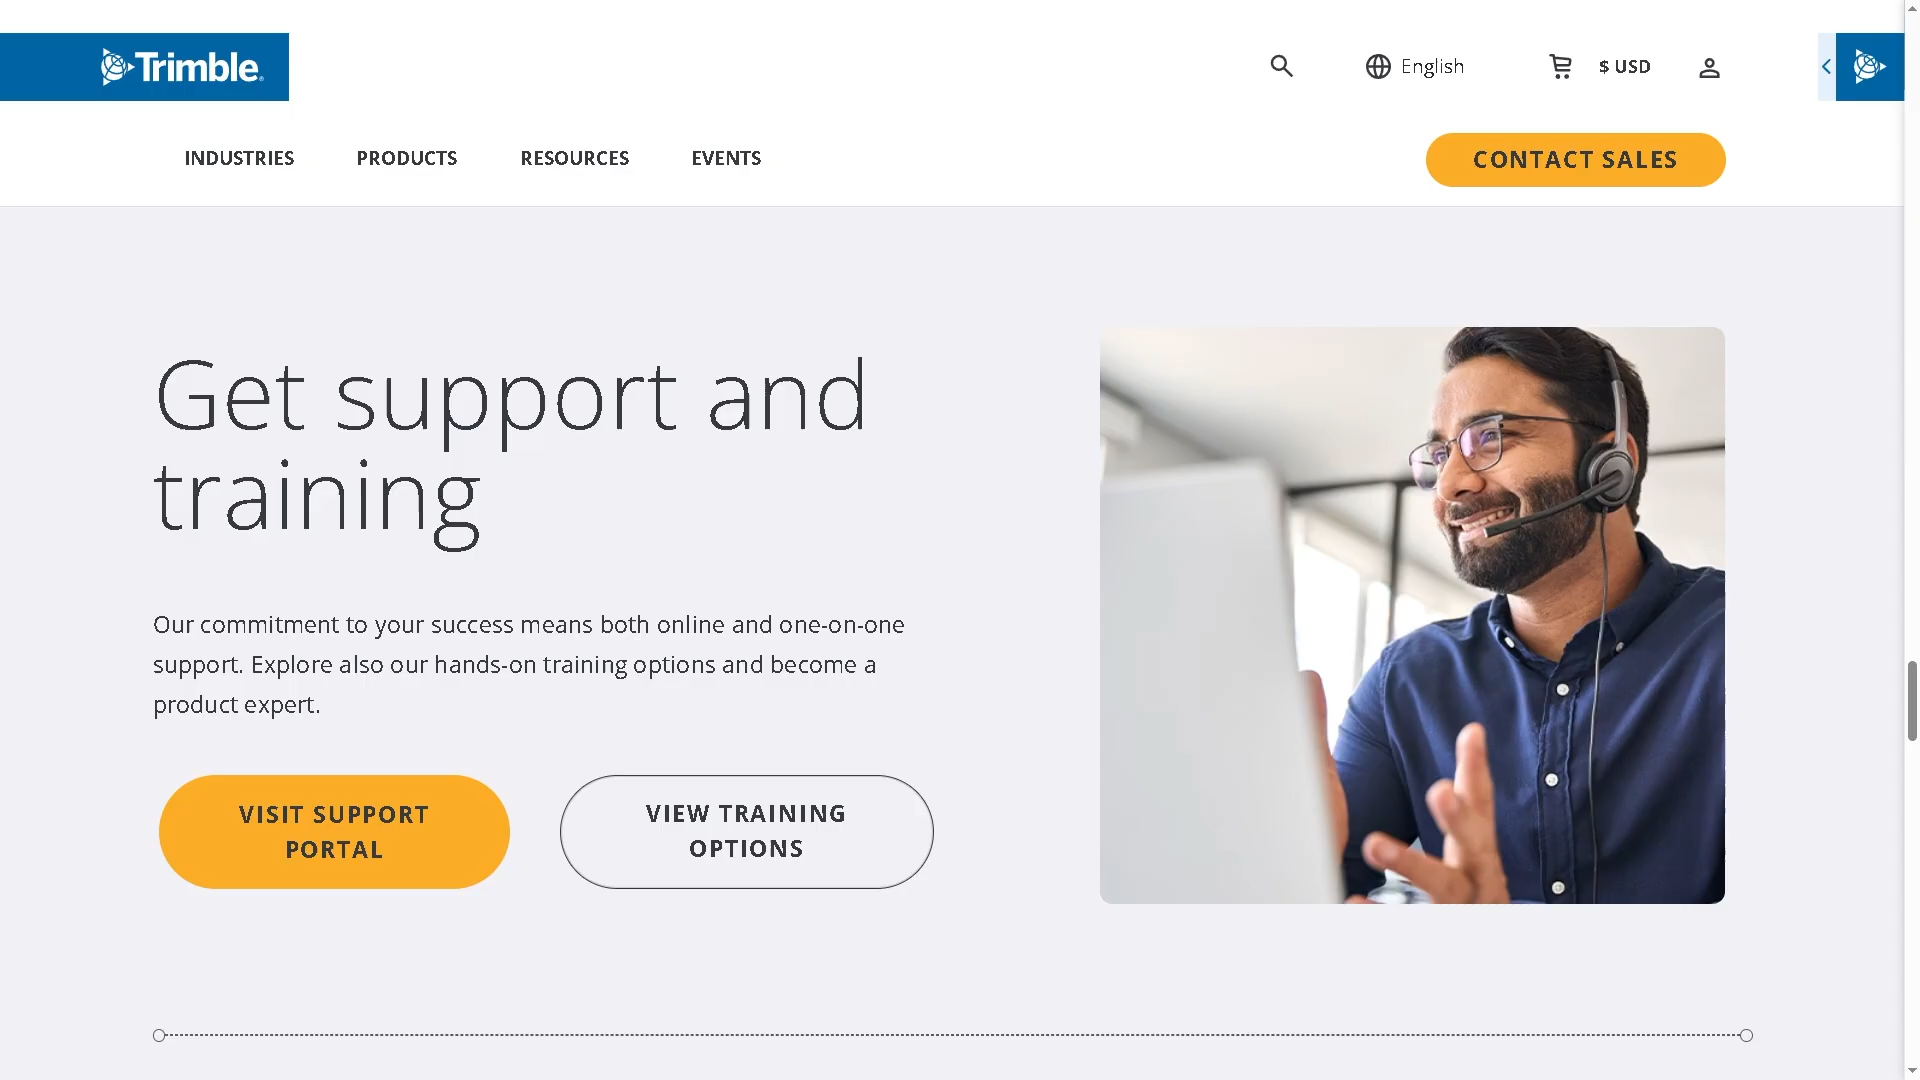 Trimble
English
$ USD
INDUSTRIES
PRODUCTS
RESOURCES
EVENTS
CONTACT SALES
Get support and
training
Our commitment to your success means both online and one-on-one
support. Explore also our hands-on training options and become a
product expert.
VISIT SUPPORT
PORTAL
VIEW TRAINING
OPTIONS